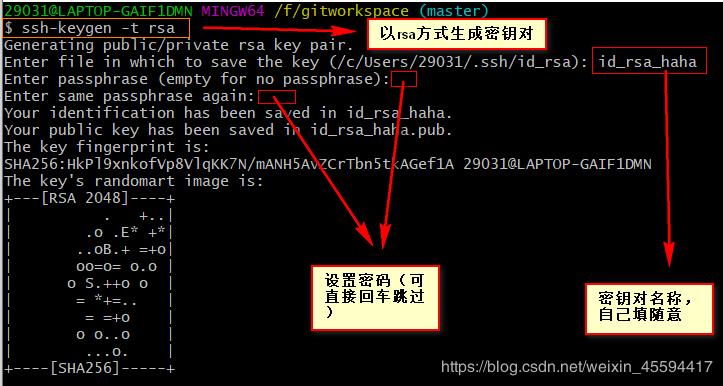 29031@LAPTOP-GAIF1DMN MINGW64 /f/gitworkspace (master)
$ ssh-keygen -t rsa
以rsa方式生成密钥对
Generating public/private rsa key pair.
Enter file in which to save the key (/c/Users/29031/.ssh/id_rsa): id_rsa_haha
Enter passphrase (empty for no passphrase):
Enter same passphrase again:
Your identification has been saved in id_rsa_haha.
Your public key has been saved in id_rsa_haha.pub.
The key fingerprint is:
SHA256:HkPl9xnkofVp8VlqKK7N/mANH5AvZCrTbn5tkAGef1A 29031@LAPTOP-GAIF1DMN
The key's randomart image is:
+---[RSA 2048]----+
|           .   +..|
|        .o .E* +*|
|       ..oB.+ =+o|
|       oo=o= o.o |
|      o S.++o o  |
|       = *+=..   |
|        = =+o    |
|       o o..o    |
|        ...o.    |
+----[SHA256]-----+
设置密码（可
直接回车跳过
）
密钥对名称，
自己填随意
https://blog.csdn.net/weixin_45594417